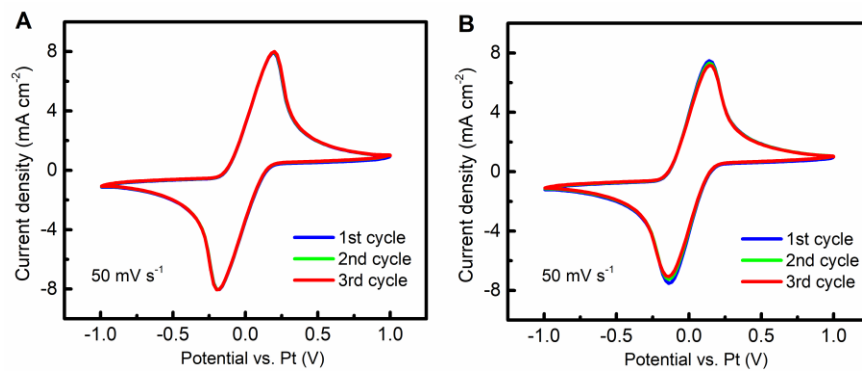 A
Current density (mA cm⁻²)
8
4
0
-4
-8
1st cycle
2nd cycle
3rd cycle
50 mV s⁻¹
-1.0 -0.5 0.0 0.5 1.0
Potential vs. Pt (V)
B
Current density (mA cm⁻²)
8
4
0
-4
-8
1st cycle
2nd cycle
3rd cycle
50 mV s⁻¹
-1.0 -0.5 0.0 0.5 1.0
Potential vs. Pt (V)